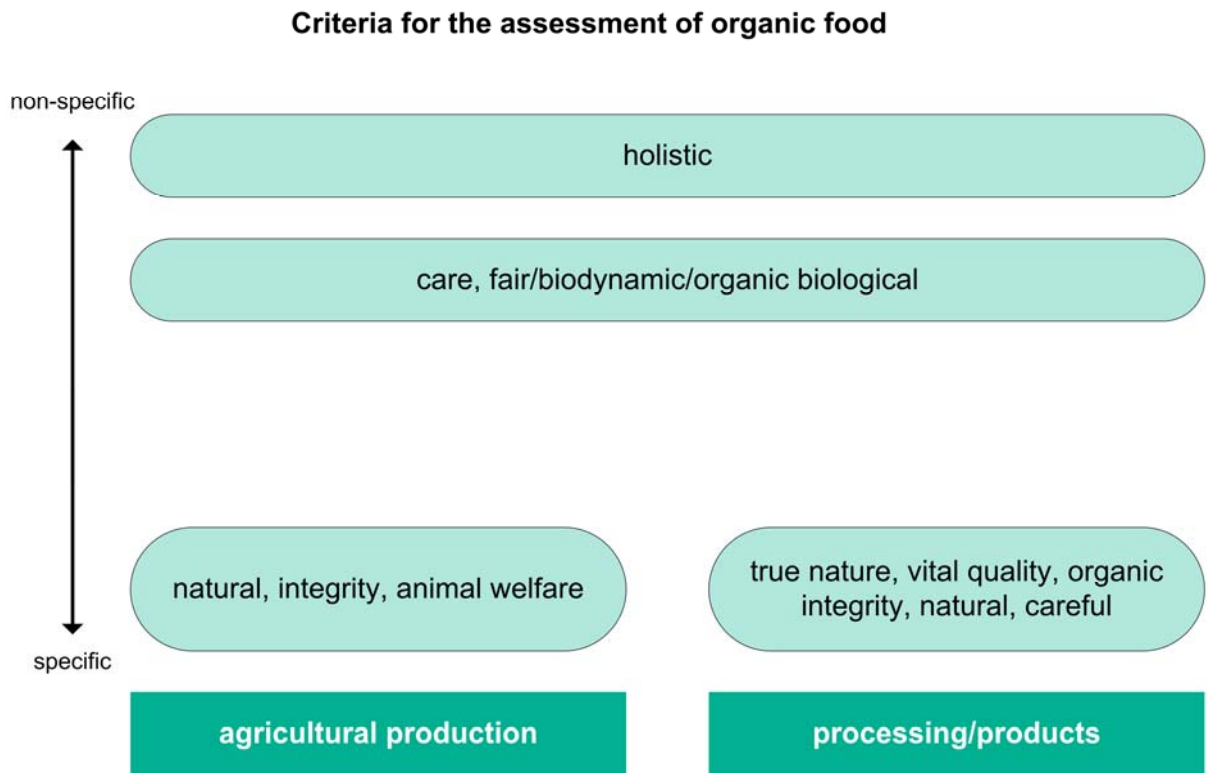 Criteria for the assessment of organic food
non-specific
holistic
care, fair/biodynamic/organic biological
natural, integrity, animal welfare
true nature, vital quality, organic
integrity, natural, careful
specific
agricultural production
processing/products